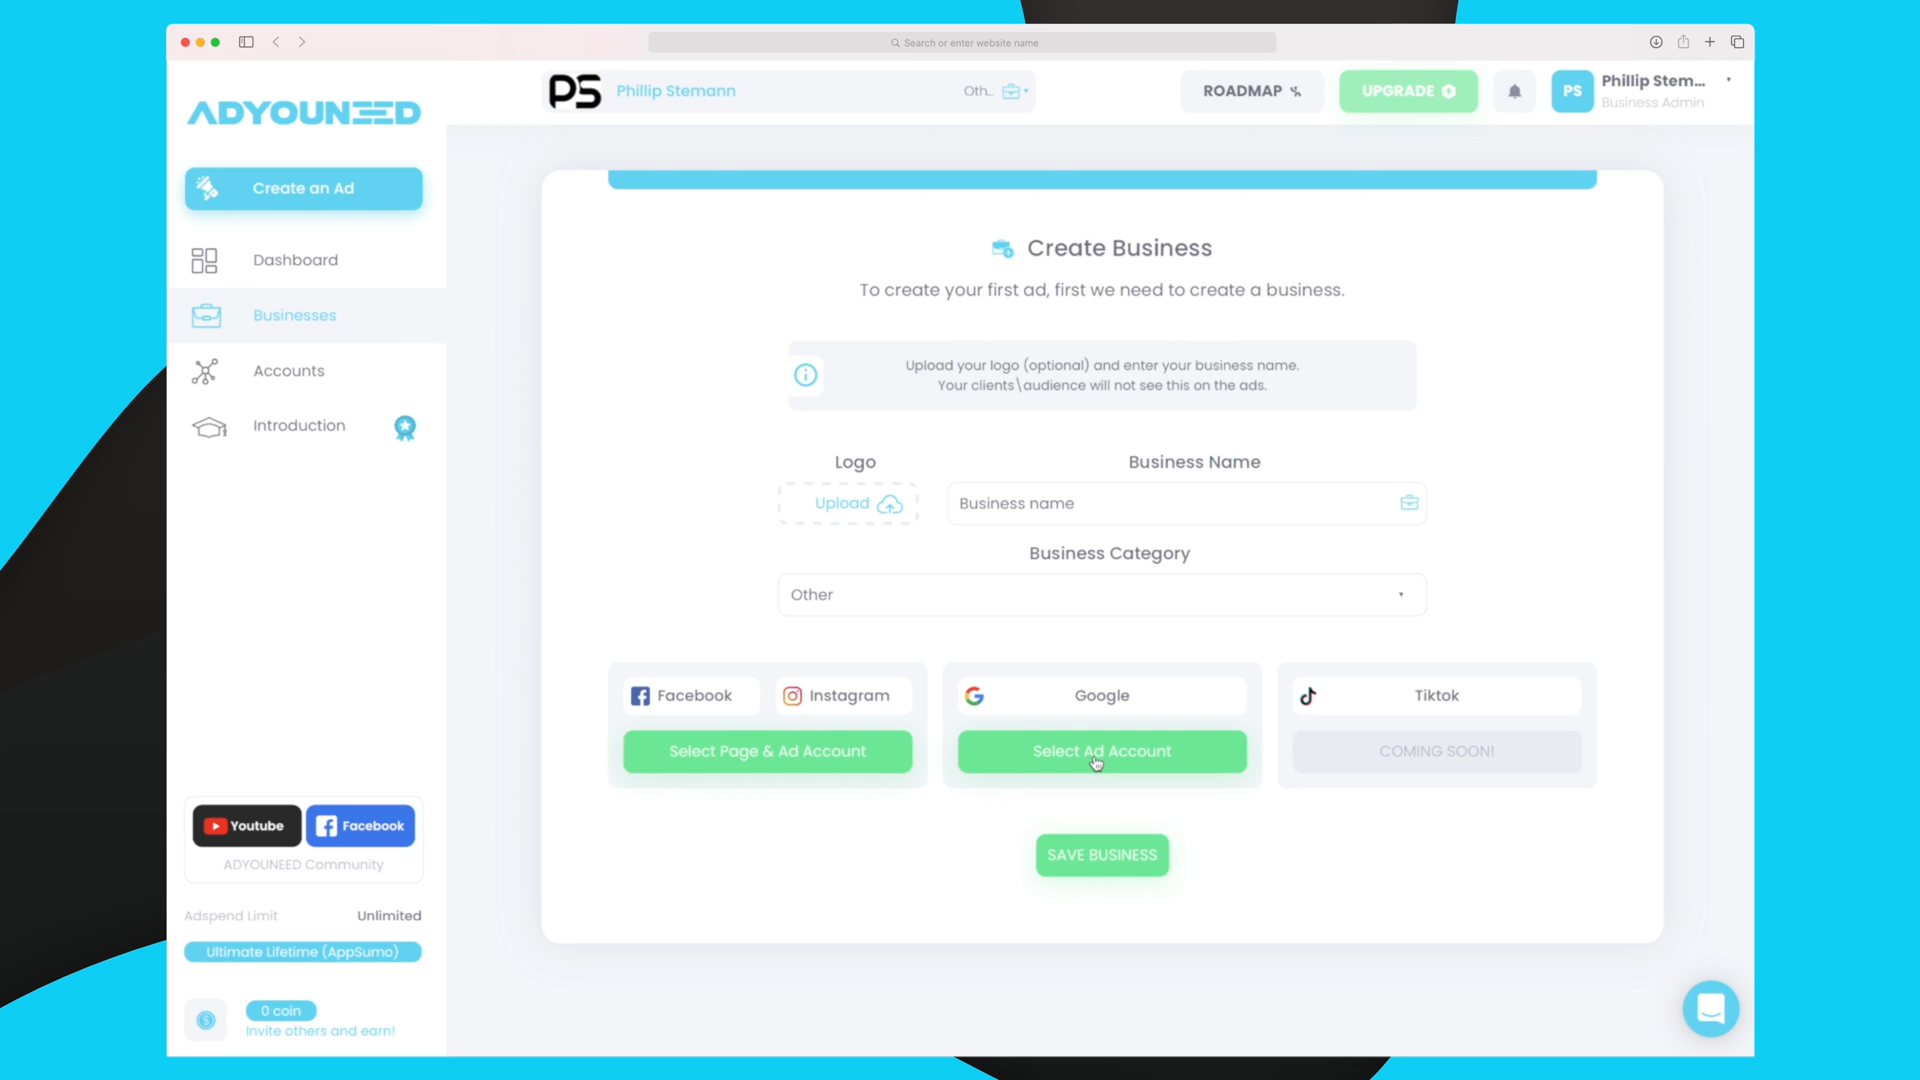 Search or enter website name
ADYOUNEED
PS
Phillip Stemann
Oth..
ROADMAP
UPGRADE
PS
Phillip Stem...
Business Admin
Create an Ad
Dashboard
Businesses
Accounts
Introduction
Create Business
To create your first ad, first we need to create a business.
Upload your logo (optional) and enter your business name.
Your clients\audience will not see this on the ads.
Logo
Business Name
Upload
Business name
Business Category
Other
Facebook
Instagram
Google
Tiktok
Select Page & Ad Account
Select Ad Account
COMING SOON!
SAVE BUSINESS
Youtube
Facebook
ADYOUNEED Community
Adspend Limit
Unlimited
Ultimate Lifetime (AppSumo)
0 coin
Invite others and earn!